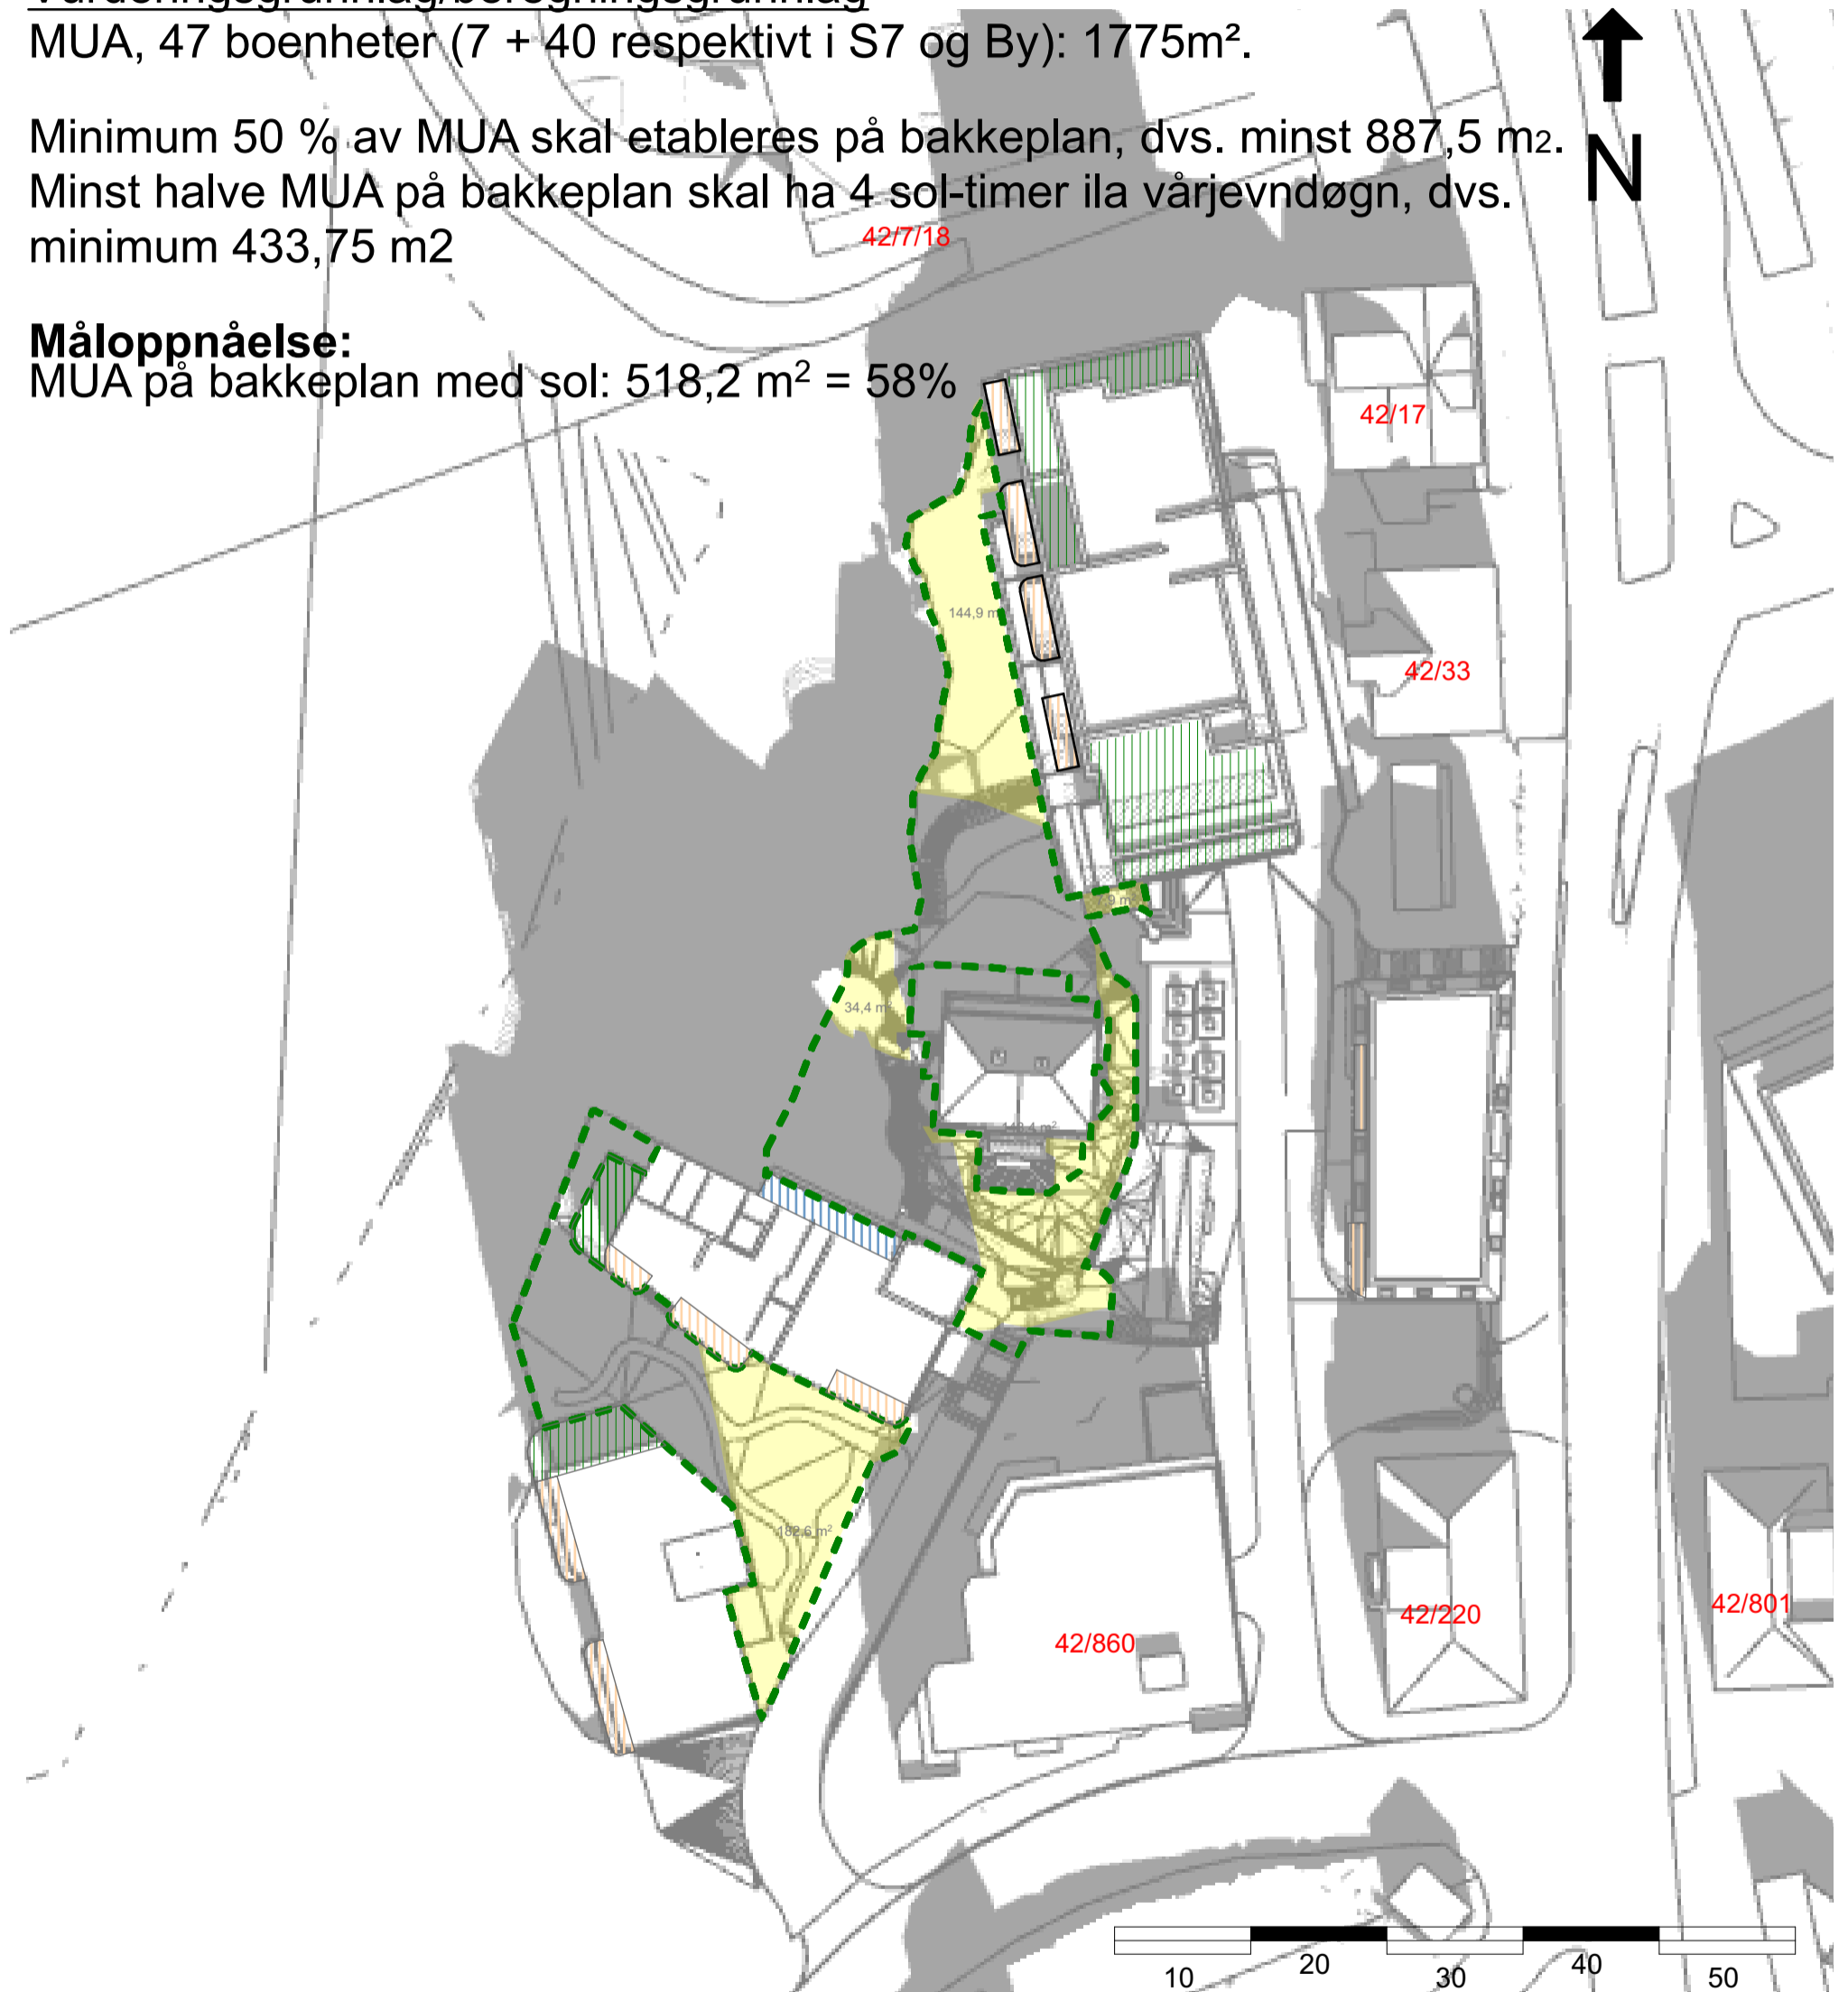 Vurderingsgrunnlag/beregningsgrunnlag
MUA, 47 boenheter (7 + 40 respektivt i S7 og By): 1775m².
Minimum 50 % av MUA skal etableres på bakkeplan, dvs. minst 887,5 m2.
Minst halve MUA på bakkeplan skal ha 4 sol-timer ila vårjevndøgn, dvs.
minimum 433,75 m2
N
42/7/18
Måloppnåelse:
MUA på bakkeplan med sol: 518,2 m² = 58%
42/17
144,9 m
42/33
34,4 m
182,6 m²
42/801
42/220
42/860
10 20 30 40 50